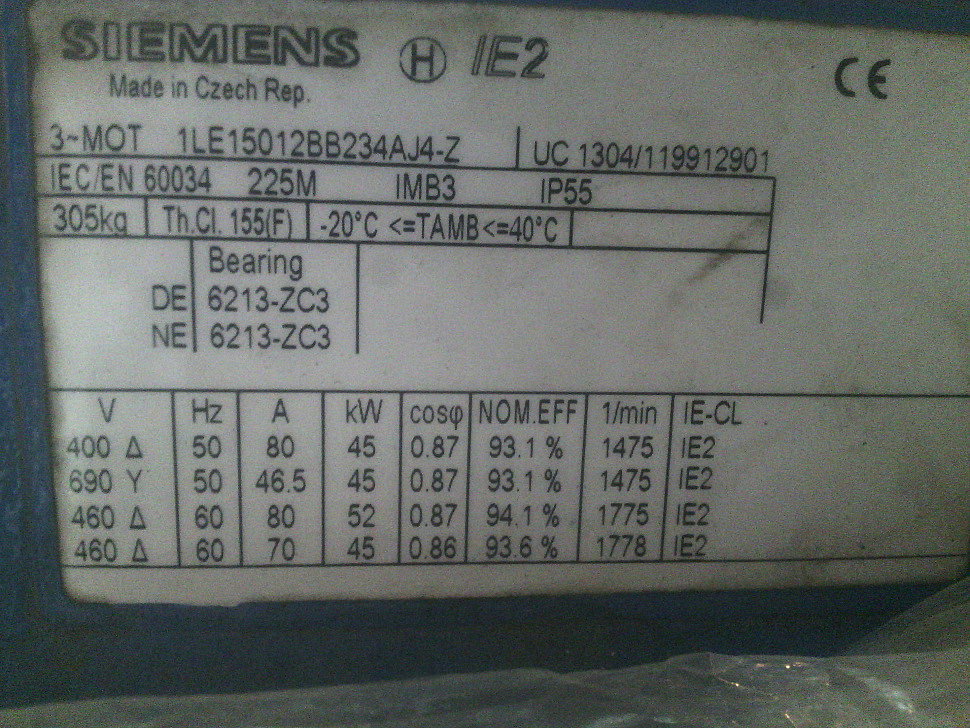 SIEMENS H IE2 CE
Made in Czech Rep.
3~MOT 1LE15012BB234AJ4-Z UC 1304/119912901
IEC/EN 60034 225M IMB3 IP55
305kg Th.Cl. 155(F) -20°C <=TAMB<=40°C
Bearing
DE 6213-ZC3
NE 6213-ZC3
V Hz A kW cosφ NOM.EFF 1/min IE-CL
400 Δ 50 80 45 0.87 93.1 % 1475 IE2
690 Y 50 46.5 45 0.87 93.1 % 1475 IE2
460 Δ 60 80 52 0.87 94.1 % 1775 IE2
460 Δ 60 70 45 0.86 93.6 % 1778 IE2